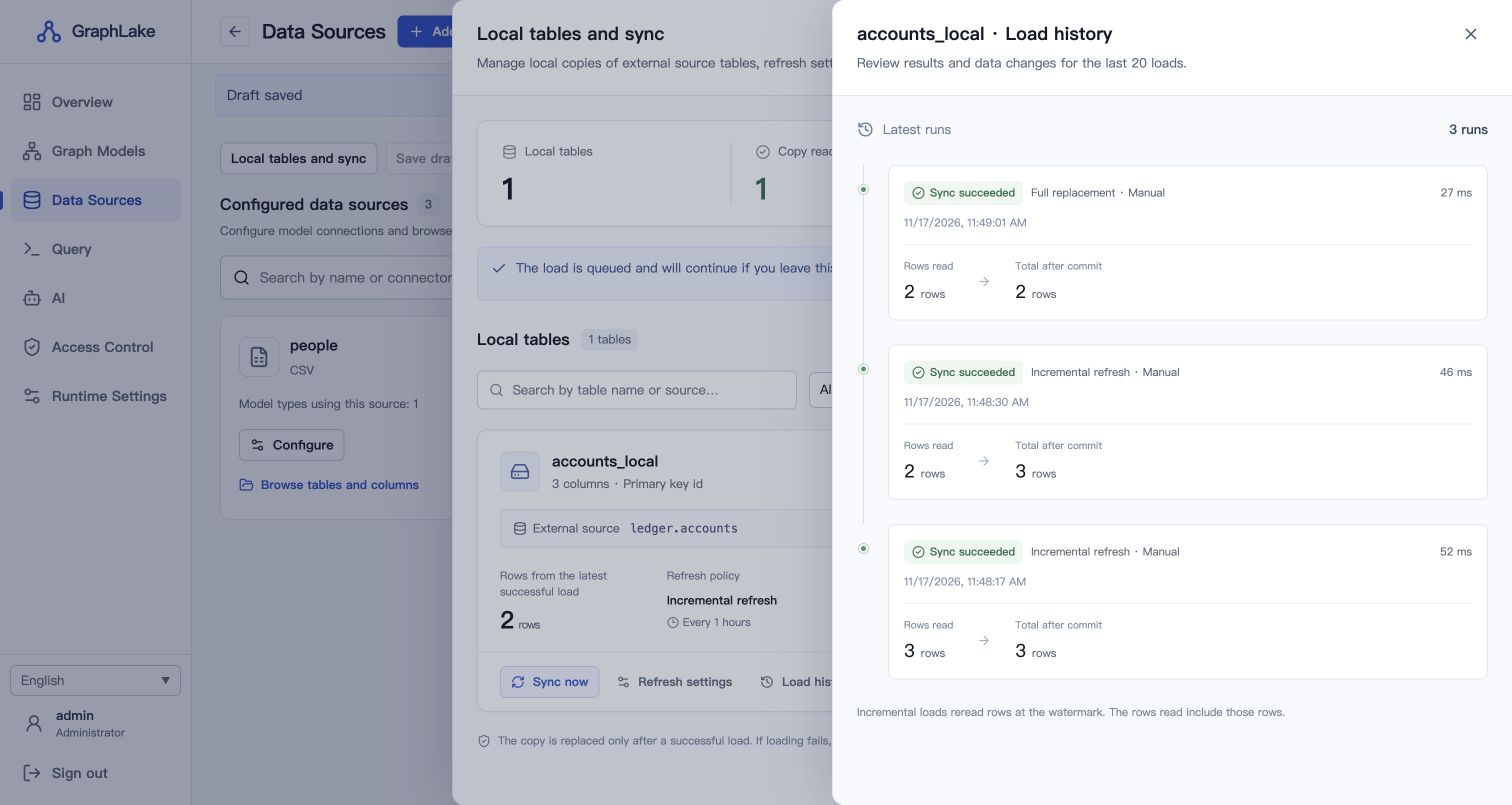 GraphLake
Overview
Graph Models
Data Sources
Query
AI
Access Control
Runtime Settings
English
admin
Administrator
Sign out
Data Sources
Draft saved
Local tables and sync
Configured data sources 3
Configure model connections and browse
Search by name or connector
people
CSV
Model types using this source: 1
Configure
Browse tables and columns
Local tables and sync
Manage local copies of external source tables, refresh
Local tables
1
Copy
1
The load is queued and will continue if you leave
Local tables 1 tables
Search by table name or source...
accounts_local
3 columns · Primary key id
External source ledger.accounts
Rows from the latest
successful load
2 rows
Refresh policy
Incremental refresh
Every 1 hours
Sync now
Refresh settings
Load
The copy is replaced only after a successful load. If loading fails,
accounts_local · Load history
Review results and data changes for the last 20 loads.
Latest runs
3 runs
Sync succeeded Full replacement · Manual 27 ms
11/17/2026, 11:49:01 AM
Rows read Total after commit
2 rows → 2 rows
Sync succeeded Incremental refresh · Manual 46 ms
11/17/2026, 11:48:30 AM
Rows read Total after commit
2 rows → 3 rows
Sync succeeded Incremental refresh · Manual 52 ms
11/17/2026, 11:48:17 AM
Rows read Total after commit
3 rows → 3 rows
Incremental loads reread rows at the watermark. The rows read include those rows.